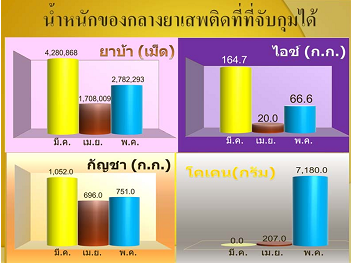 น้ำหนักของกลางยาเสพติดที่ที่จับกุมได้
ยาบ้า (เม็ด)
4,280,868
1,708,009
2,782,293
มี.ค. เม.ย. พ.ค.
ไอซ์ (ก.ก.)
164.7
20.0
66.6
มี.ค. เม.ย. พ.ค.
กัญชา (ก.ก.)
1,052.0
696.0
751.0
มี.ค. เม.ย. พ.ค.
โคเคน(กรัม)
7,180.0
0.0
207.0
มี.ค. เม.ย. พ.ค.